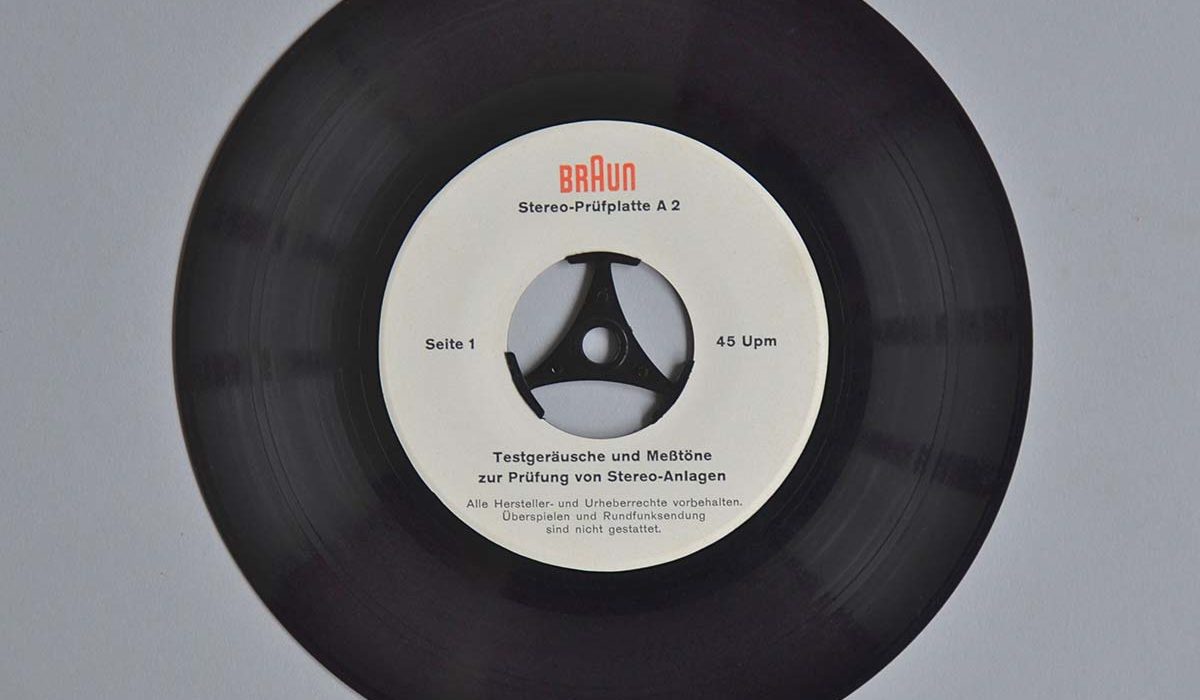 BRAUN
Stereo-Prüfplatte A 2
Seite 1
45 Upm
Testgeräusche und Meßtöne
zur Prüfung von Stereo-Anlagen
Alle Hersteller- und Urheberrechte vorbehalten.
Überspielen und Rundfunksendung
sind nicht gestattet.